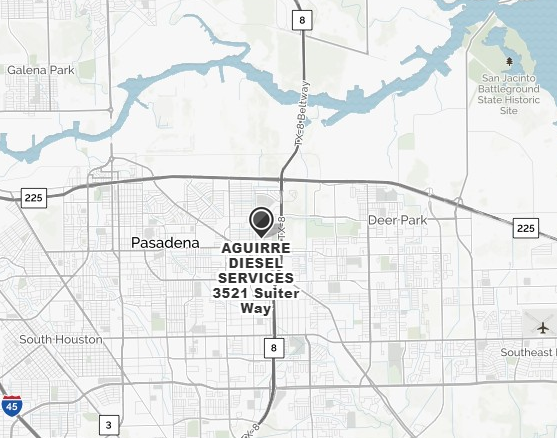 8
Galena Park
8
San Jacinto
Battleground
State Historic
Site
TX-8-Beltway
225
TX-8
Deer Park
225
Pasadena
AGUIRRE
DIESEL
SERVICES
3521 Suiter
Way
South Houston
8
Southeast
45
3
TX-8